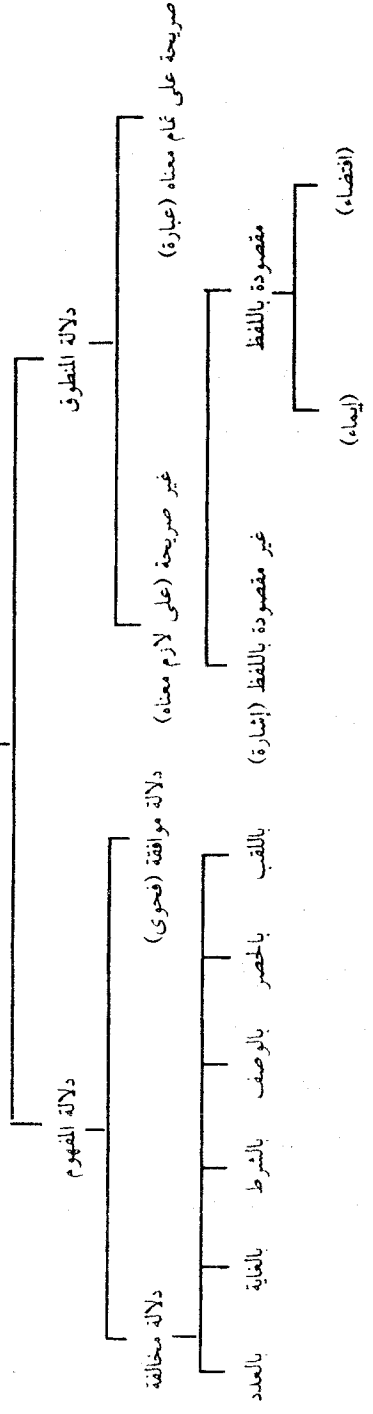 دلالة المنطوق
دلالة المفهوم
صريحة على تمام معناه (عبارة)
غير صريحة (على لازم معناه)
دلالة موافقة (فحوى)
دلالة مخالفة
مقصودة باللفظ
غير مقصودة باللفظ (إشارة)
باللقب
بالحصر
بالوصف
بالشرط
بالغاية
بالعدد
(اقتضاء)
(إيماء)